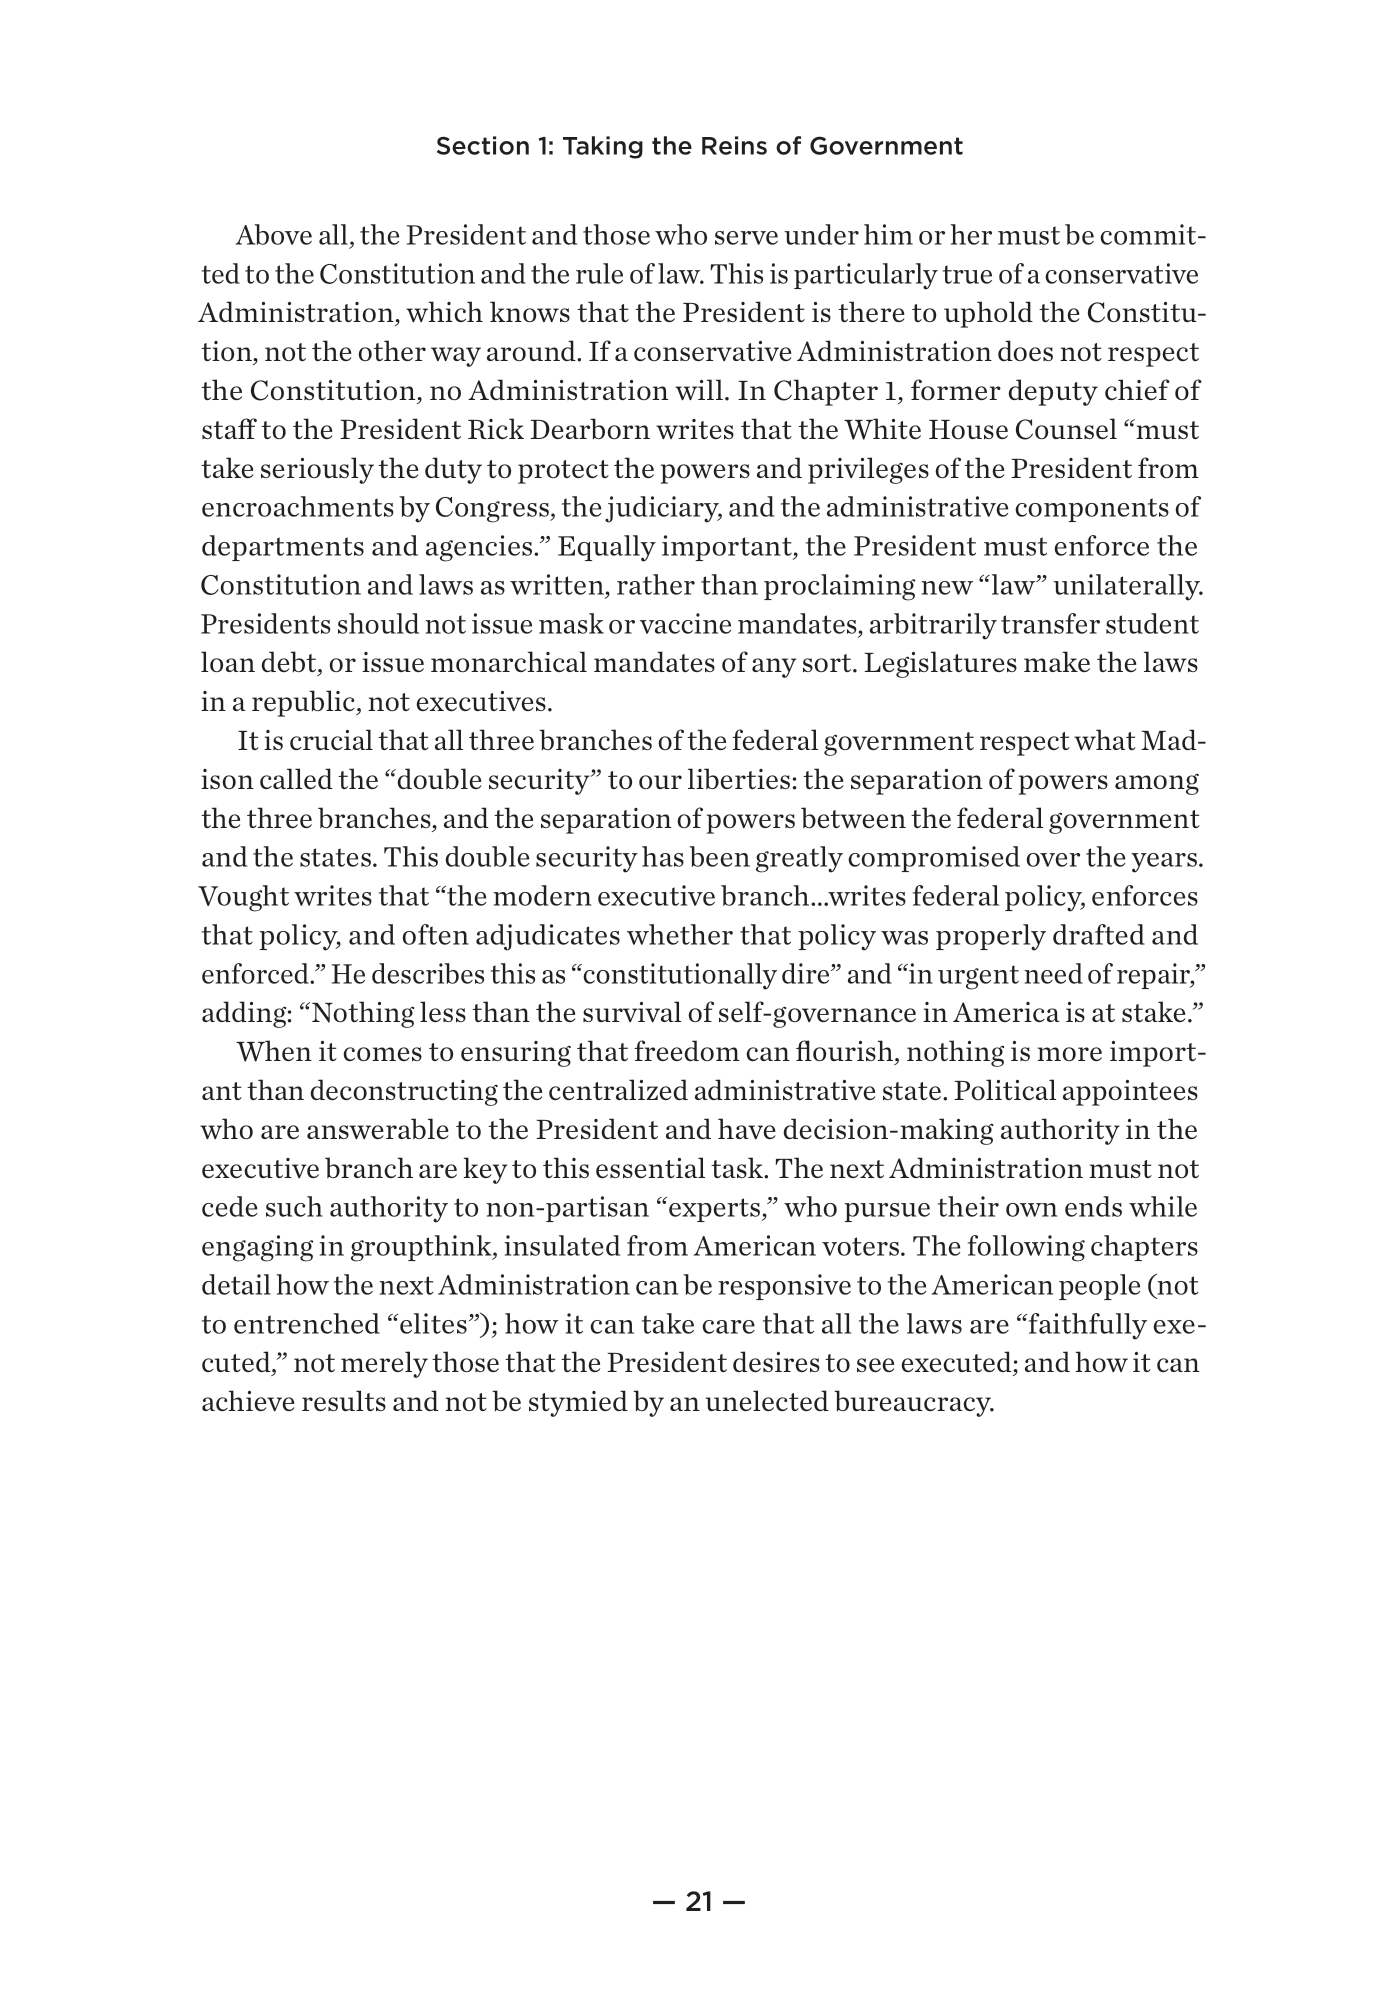 Section 1: Taking the Reins of Government
Above all, the President and those who serve under him or her must be commit-
ted to the Constitution and the rule of law. This is particularly true of a conservative
Administration, which knows that the President is there to uphold the Constitu-
tion, not the other way around. If a conservative Administration does not respect
the Constitution, no Administration will. In Chapter 1, former deputy chief of
staff to the President Rick Dearborn writes that the White House Counsel “must
take seriously the duty to protect the powers and privileges of the President from
encroachments by Congress, the judiciary, and the administrative components of
departments and agencies.” Equally important, the President must enforce the
Constitution and laws as written, rather than proclaiming new “law” unilaterally.
Presidents should not issue mask or vaccine mandates, arbitrarily transfer student
loan debt, or issue monarchical mandates of any sort. Legislatures make the laws
in a republic, not executives.
It is crucial that all three branches of the federal government respect what Mad-
ison called the “double security” to our liberties: the separation of powers among
the three branches, and the separation of powers between the federal government
and the states. This double security has been greatly compromised over the years.
Vought writes that “the modern executive branch…writes federal policy, enforces
that policy, and often adjudicates whether that policy was properly drafted and
enforced.” He describes this as “constitutionally dire” and “in urgent need of repair,”
adding: “Nothing less than the survival of self-governance in America is at stake.”
When it comes to ensuring that freedom can flourish, nothing is more import-
ant than deconstructing the centralized administrative state. Political appointees
who are answerable to the President and have decision-making authority in the
executive branch are key to this essential task. The next Administration must not
cede such authority to non-partisan “experts,” who pursue their own ends while
engaging in groupthink, insulated from American voters. The following chapters
detail how the next Administration can be responsive to the American people (not
to entrenched “elites”); how it can take care that all the laws are “faithfully exe-
cuted,” not merely those that the President desires to see executed; and how it can
achieve results and not be stymied by an unelected bureaucracy.
— 21 —